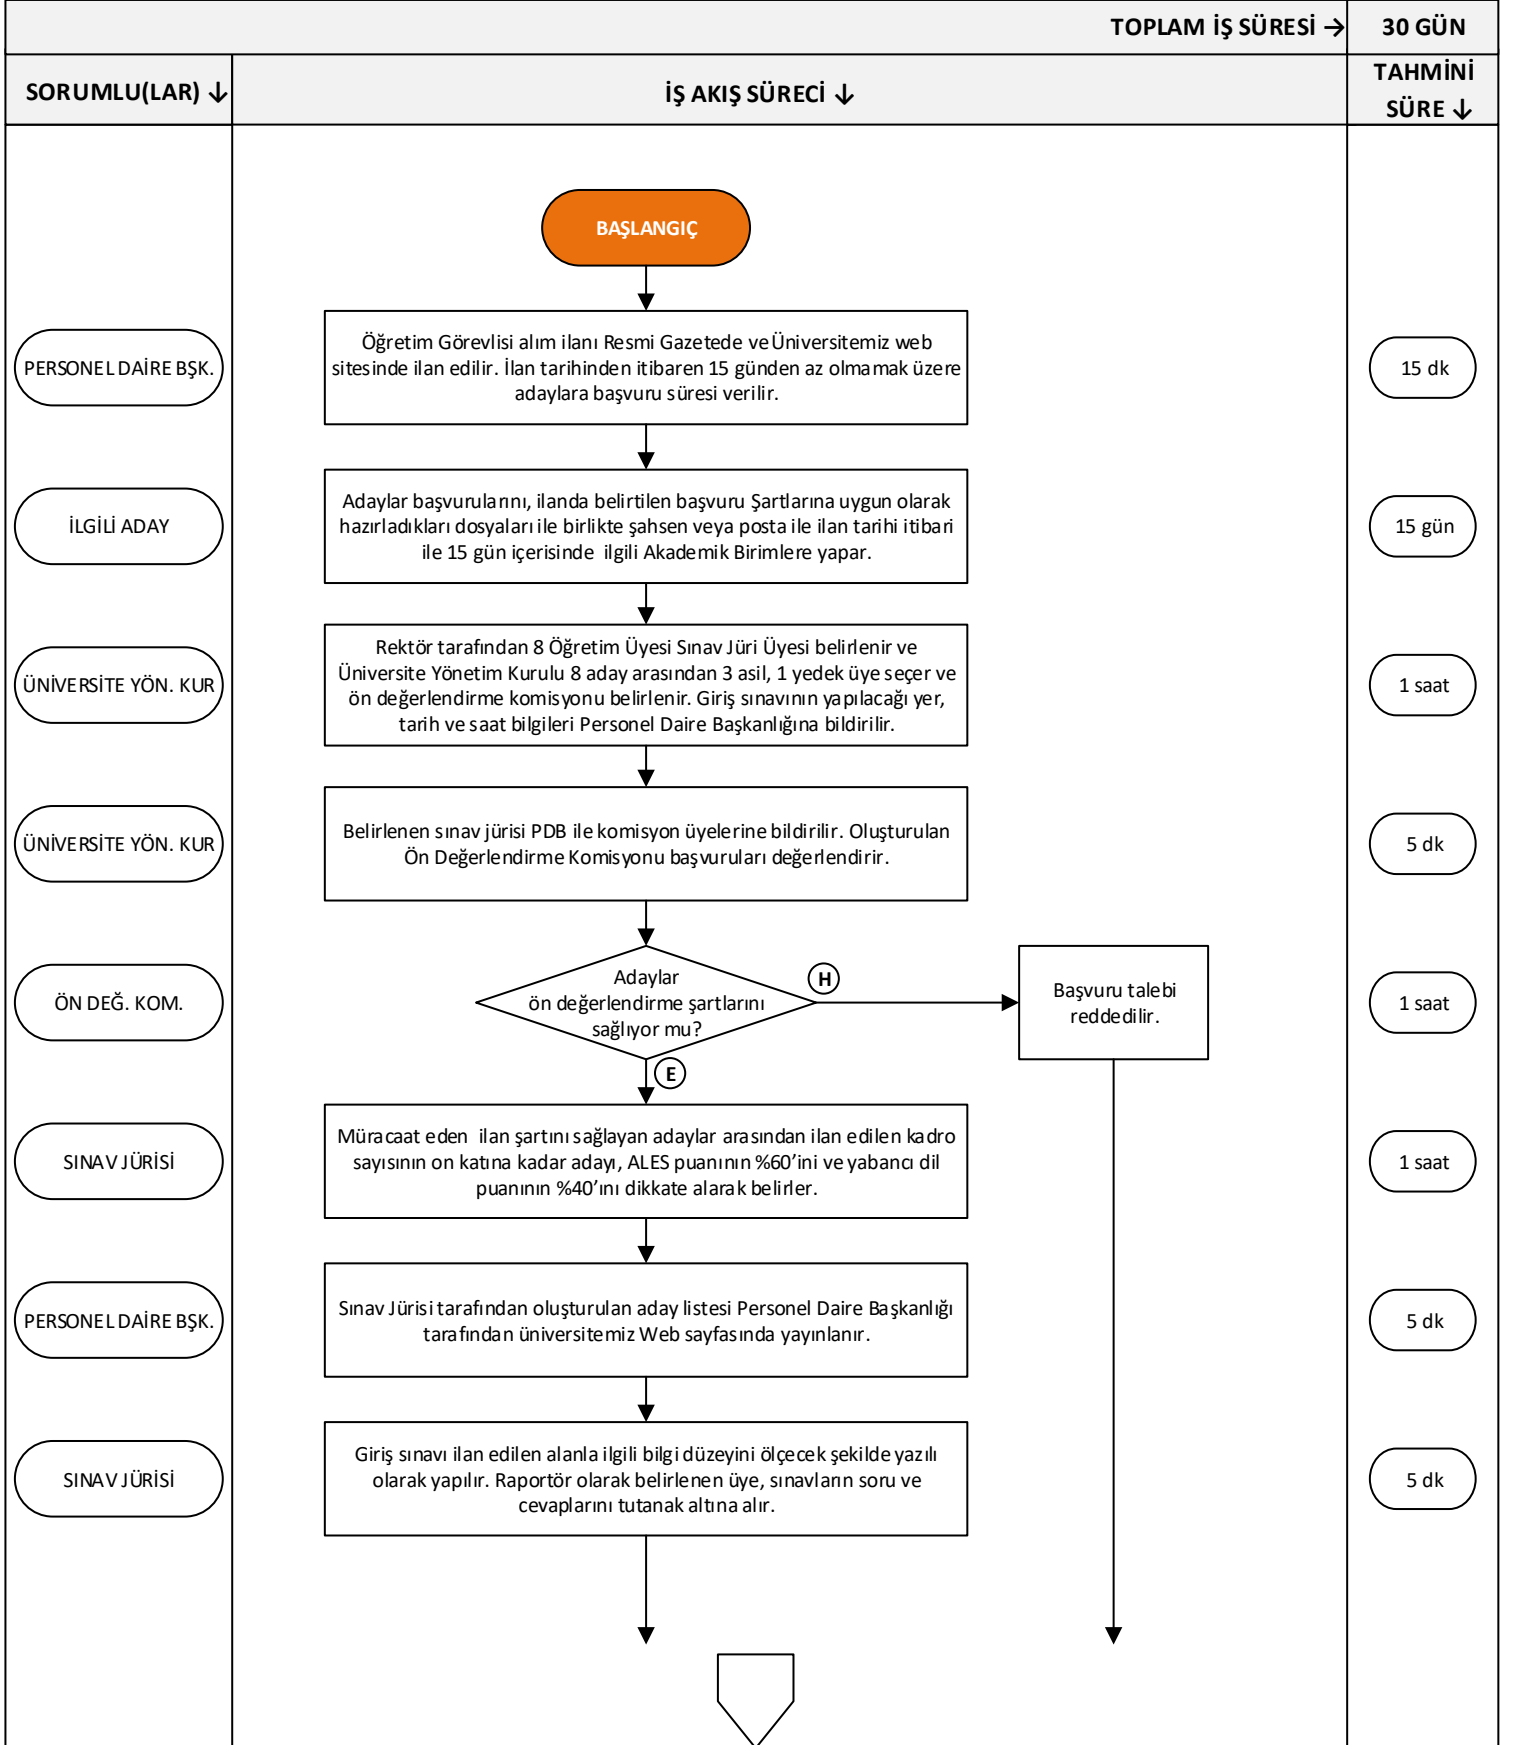 TOPLAM İŞ SÜRESİ →
30 GÜN
SORUMLU(LAR) ↓
İŞ AKIŞ SÜRECİ ↓
TAHMİNİ
SÜRE ↓
BAŞLANGIÇ
PERSONEL DAİRE BŞK.
Öğretim Görevlisi alım ilanı Resmi Gazetede ve Üniversitemiz web
sitesinde ilan edilir. İlan tarihinden itibaren 15 günden az olmamak üzere
adaylara başvuru süresi verilir.
15 dk
İLGİLİ ADAY
Adaylar başvurularını, ilanda belirtilen başvuru Şartlarına uygun olarak
hazırladıkları dosyaları ile birlikte şahsen veya posta ile ilan tarihi itibari
ile 15 gün içerisinde ilgili Akademik Birimlere yapar.
15 gün
ÜNİVERSİTE YÖN. KUR
Rektör tarafından 8 Öğretim Üyesi Sınav Jüri Üyesi belirlenir ve
Üniversite Yönetim Kurulu 8 aday arasından 3 asil, 1 yedek üye seçer ve
ön değerlendirme komisyonu belirlenir. Giriş sınavının yapılacağı yer,
tarih ve saat bilgileri Personel Daire Başkanlığına bildirilir.
1 saat
ÜNİVERSİTE YÖN. KUR
Belirlenen sınav jürisi PDB ile komisyon üyelerine bildirilir. Oluşturulan
Ön Değerlendirme Komisyonu başvuruları değerlendirir.
5 dk
ÖN DEĞ. KOM.
Adaylar
ön değerlendirme şartlarını
sağlıyor mu?
H
Başvuru talebi
reddedilir.
1 saat
E
SINAV JÜRİSİ
Müracaat eden ilan şartını sağlayan adaylar arasından ilan edilen kadro
sayısının on katına kadar adayı, ALES puanının %60’ini ve yabancı dil
puanının %40’ını dikkate alarak belirler.
1 saat
PERSONEL DAİRE BŞK.
Sınav Jürisi tarafından oluşturulan aday listesi Personel Daire Başkanlığı
tarafından üniversitemiz Web sayfasında yayınlanır.
5 dk
SINAV JÜRİSİ
Giriş sınavı ilan edilen alanla ilgili bilgi düzeyini ölçecek şekilde yazılı
olarak yapılır. Raportör olarak belirlenen üye, sınavların soru ve
cevaplarını tutanak altına alır.
5 dk